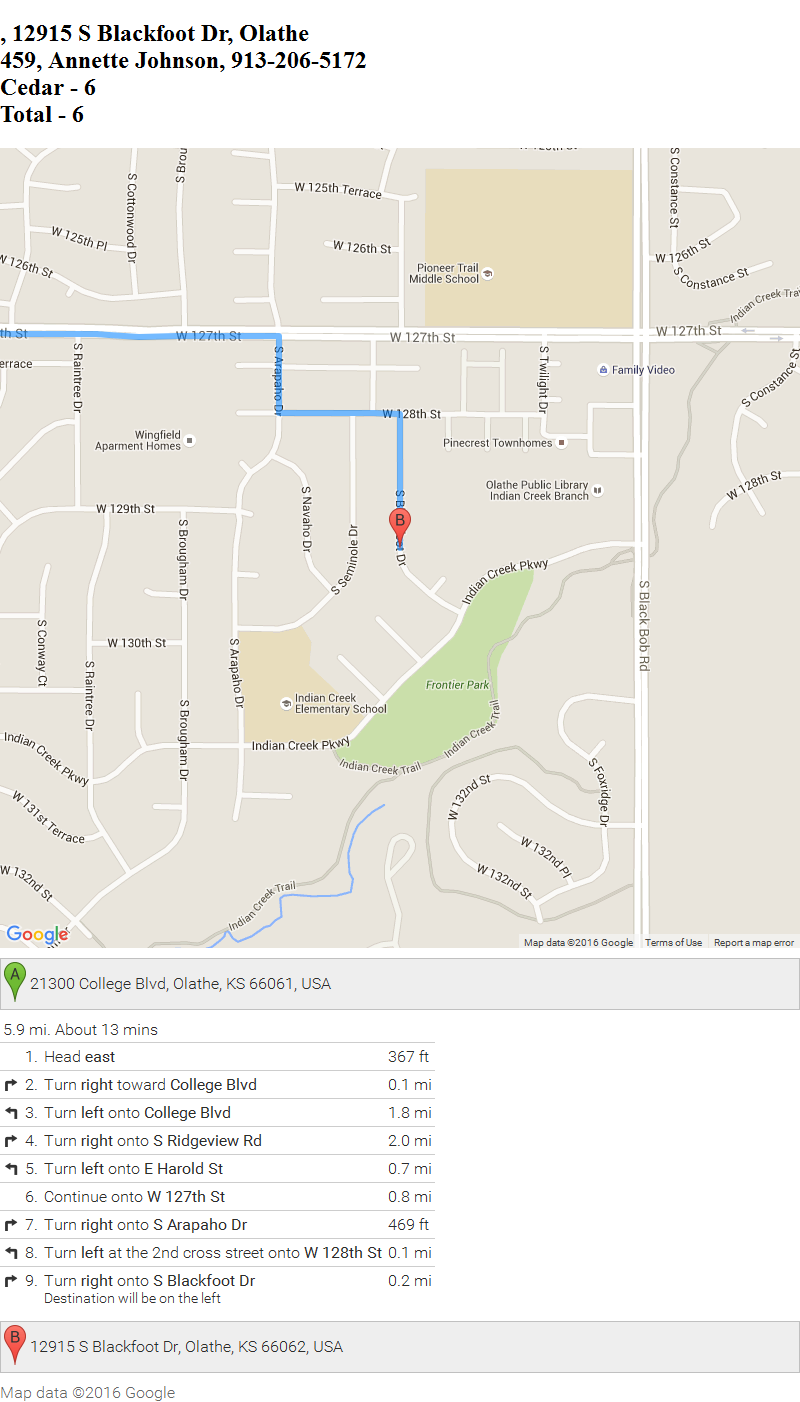 , 12915 S Blackfoot Dr, Olathe
459, Annette Johnson, 913-206-5172
Cedar - 6
Total - 6
S Cottonwood Dr
W 125th Terrace
S Constance St
W 125th Pl
W 126th St
W 126th St
Pioneer Trail
Middle School
W 126th St
S Constance St
Indian Creek
th St
W 127th St
W 127th St
W 127th St
S Raintree Dr
S Arapaho Dr
S Twilight Dr
Family Video
S Constance St
W 128th St
Wingfield
Aparment Homes
Pinecrest Townhomes
Olathe Public Library
Indian Creek Branch
W 128th St
W 129th St
S Brougham Dr
S Navaho Dr
S Seminole Dr
B
Dr
Indian Creek Pkwy
S Black Bob Rd
S Conway Ct
W 130th St
S Raintree Dr
S Arapaho Dr
Frontier Park
Indian Creek
Elementary School
S Brougham Dr
Indian Creek Pkwy
Indian Creek Pkwy
Indian Creek Trail
Indian Creek Trail
W 131st Terrace
W 132nd St
S Foxridge Dr
W 132nd Pl
W 132nd St
W 132nd St
Indian Creek Trail
Google
Map data ©2016 Google
Terms of Use
Report a map error
A 21300 College Blvd, Olathe, KS 66061, USA
5.9 mi. About 13 mins
1. Head east 367 ft
2. Turn right toward College Blvd 0.1 mi
3. Turn left onto College Blvd 1.8 mi
4. Turn right onto S Ridgeview Rd 2.0 mi
5. Turn left onto E Harold St 0.7 mi
6. Continue onto W 127th St 0.8 mi
7. Turn right onto S Arapaho Dr 469 ft
8. Turn left at the 2nd cross street onto W 128th St 0.1 mi
9. Turn right onto S Blackfoot Dr 0.2 mi
Destination will be on the left
B 12915 S Blackfoot Dr, Olathe, KS 66062, USA
Map data ©2016 Google